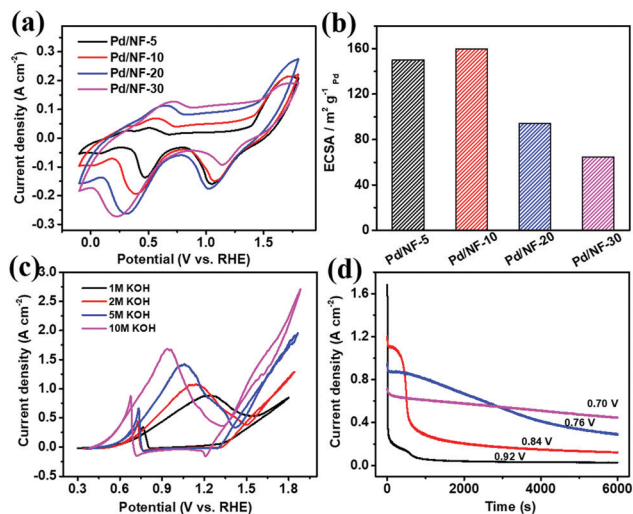 (a)
Pd/NF-5
Pd/NF-10
Pd/NF-20
Pd/NF-30
0.3
0.2
0.1
0.0
-0.1
-0.2
-0.3
Current density (A cm⁻²)
0.0 0.5 1.0 1.5
Potential (V vs. RHE)
(b)
160
120
80
40
0
ECSA / m² g⁻¹ Pd
Pd/NF-5 Pd/NF-10 Pd/NF-20 Pd/NF-30
(c)
1M KOH
2M KOH
5M KOH
10M KOH
3.0
2.5
2.0
1.5
1.0
0.5
0.0
-0.5
Current density (A cm⁻²)
0.3 0.6 0.9 1.2 1.5 1.8
Potential (V vs. RHE)
(d)
2.0
1.6
1.2
0.8
0.4
0.0
Current density (A cm⁻²)
0.70 V
0.76 V
0.84 V
0.92 V
0 2000 4000 6000
Time (s)